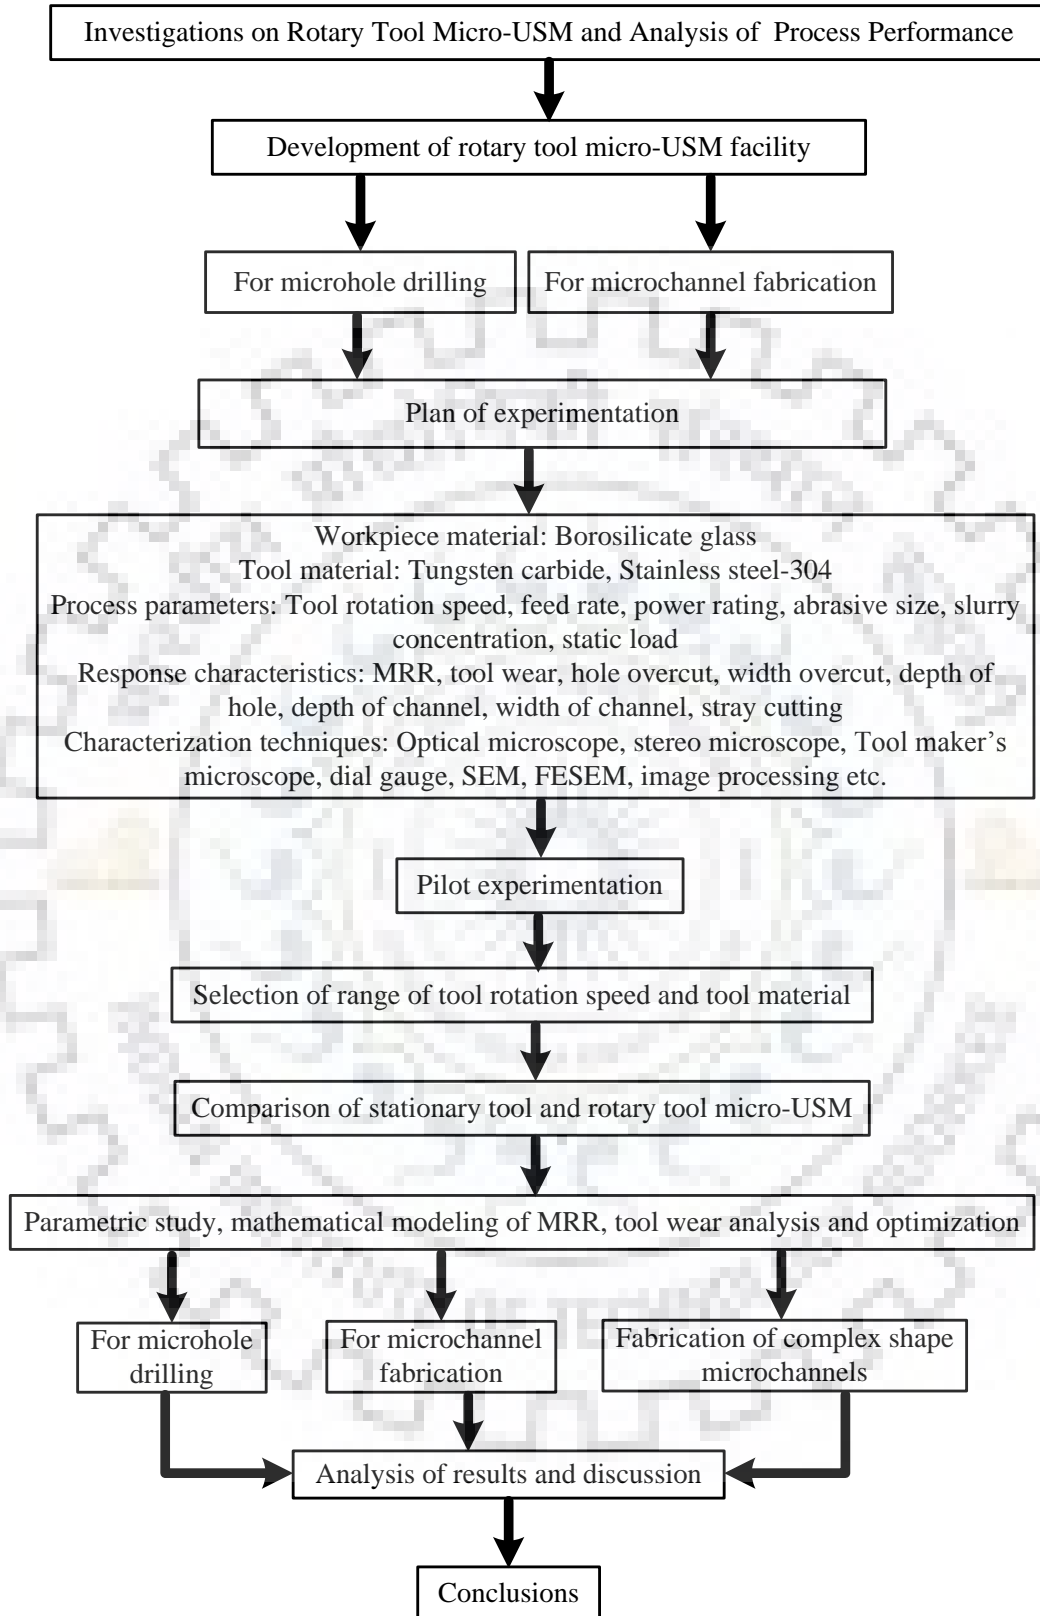 Investigations on Rotary Tool Micro-USM and Analysis of Process Performance
Development of rotary tool micro-USM facility
For microhole drilling
For microchannel fabrication
Plan of experimentation
Workpiece material: Borosilicate glass
Tool material: Tungsten carbide, Stainless steel-304
Process parameters: Tool rotation speed, feed rate, power rating, abrasive size, slurry
concentration, static load
Response characteristics: MRR, tool wear, hole overcut, width overcut, depth of
hole, depth of channel, width of channel, stray cutting
Characterization techniques: Optical microscope, stereo microscope, Tool maker's
microscope, dial gauge, SEM, FESEM, image processing etc.
Pilot experimentation
Selection of range of tool rotation speed and tool material
Comparison of stationary tool and rotary tool micro-USM
Parametric study, mathematical modeling of MRR, tool wear analysis and optimization
For microhole
drilling
For microchannel
fabrication
Fabrication of complex shape
microchannels
Analysis of results and discussion
Conclusions